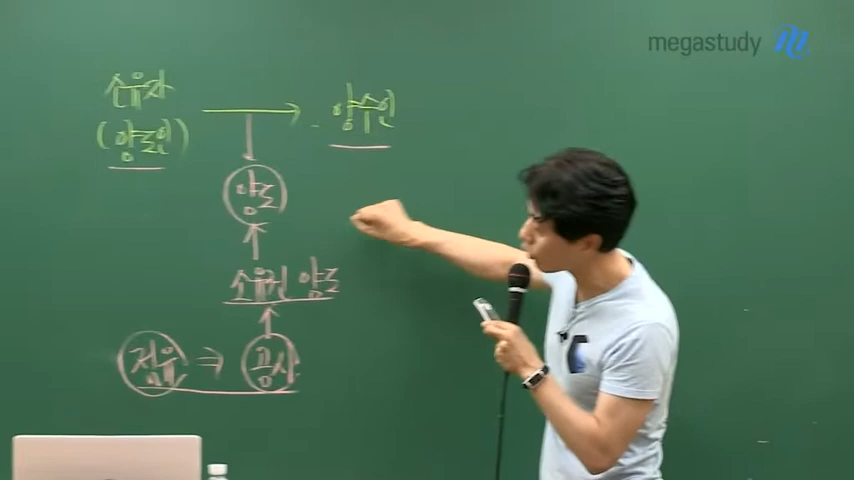 megastudy
소유자 → 양수인
(양도인)
양도
소유권 양도
점유 ⇒ 공시